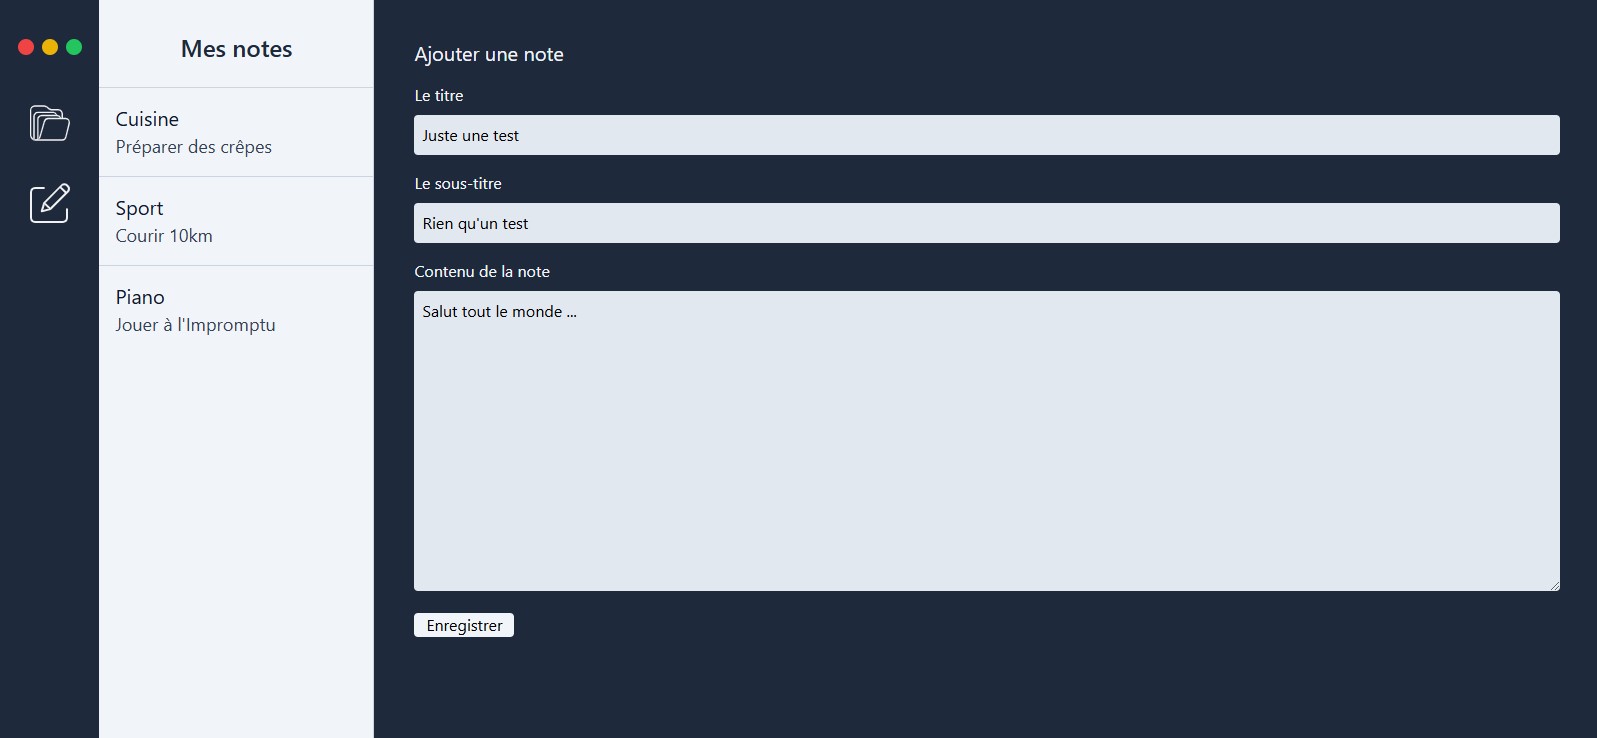 Mes notes
Cuisine
Préparer des crêpes
Sport
Courir 10km
Piano
Jouer à l'Impromptu
Ajouter une note
Le titre
Juste une test
Le sous-titre
Rien qu'un test
Contenu de la note
Salut tout le monde ...
Enregistrer